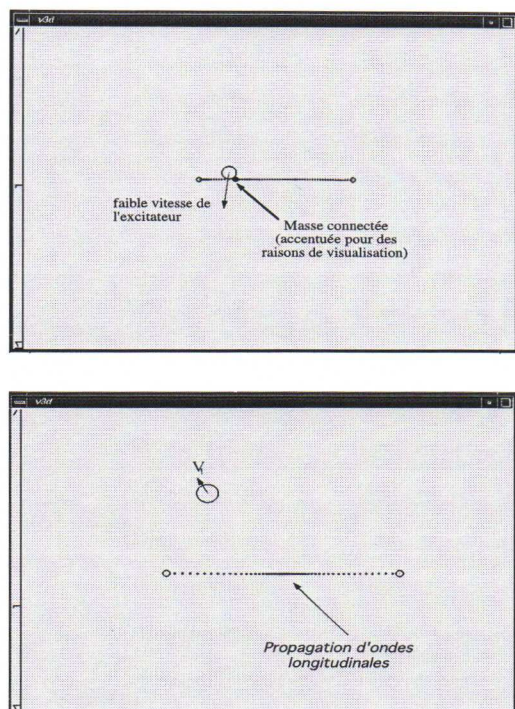 v3d
faible vitesse de
l'excitateur
Masse connectée
(accentuée pour des
raisons de visualisation)
v3d
V
Propagation d'ondes
longitudinales